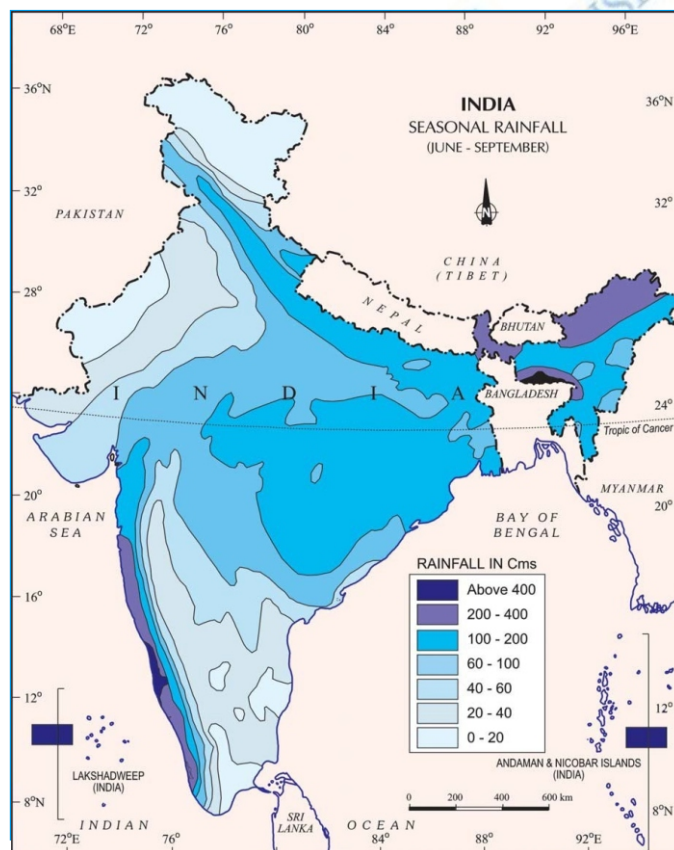 68°E 72° 76° 80° 84° 88° 92° 96°E
36°N
INDIA
SEASONAL RAINFALL
(JUNE - SEPTEMBER)
36°N
32°
N
32°
PAKISTAN
CHINA
(TIBET)
28°
NEPAL
28°
BHUTAN
INDIA
24°
BANGLADESH
24°
Tropic of Cancer
20°
MYANMAR
20°
ARABIAN
SEA
BAY OF
BENGAL
RAINFALL IN Cms
Above 400
200 - 400
100 - 200
60 - 100
40 - 60
20 - 40
0 - 20
16°
16°
12°
12°
LAKSHADWEEP
(INDIA)
ANDAMAN & NICOBAR ISLANDS
(INDIA)
8°N
0 200 400 600 km
8°N
SRI
LANKA
INDIAN OCEAN
72°E 76° 80° 84° 88° 92°E